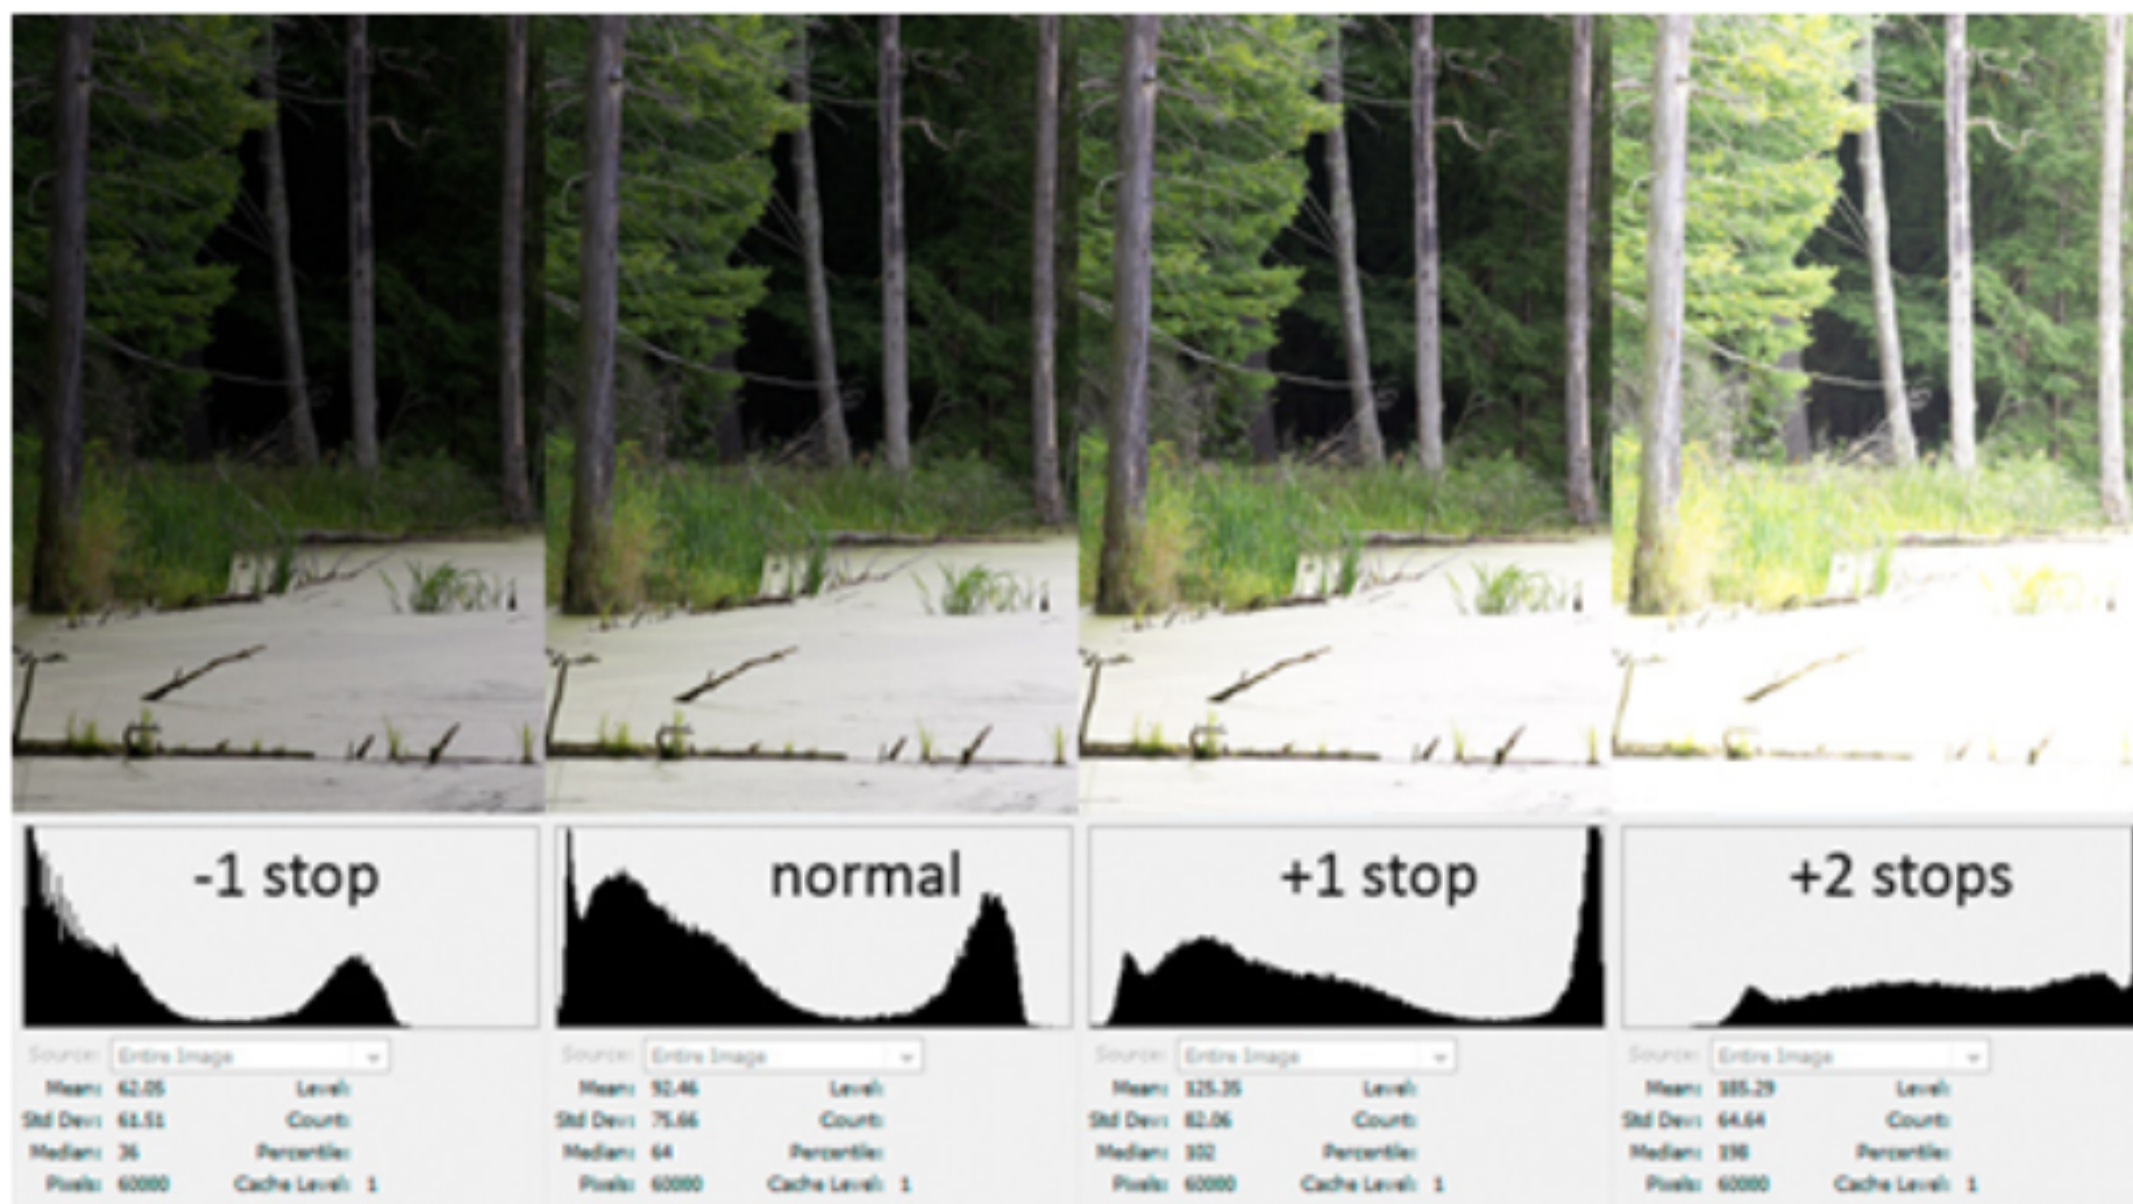 -1 stop normal +1 stop +2 stops
Source: Entire Image Source: Entire Image Source: Entire Image Source: Entire Image
Mean: 62.05 Level: Mean: 92.46 Level: Mean: 125.35 Level: Mean: 185.29 Level:
Std Dev: 61.51 Count: Std Dev: 75.66 Count: Std Dev: 82.06 Count: Std Dev: 64.64 Count:
Median: 36 Percentile: Median: 64 Percentile: Median: 102 Percentile: Median: 198 Percentile:
Pixels: 60000 Cache Level: 1 Pixels: 60000 Cache Level: 1 Pixels: 60000 Cache Level: 1 Pixels: 60000 Cache Level: 1